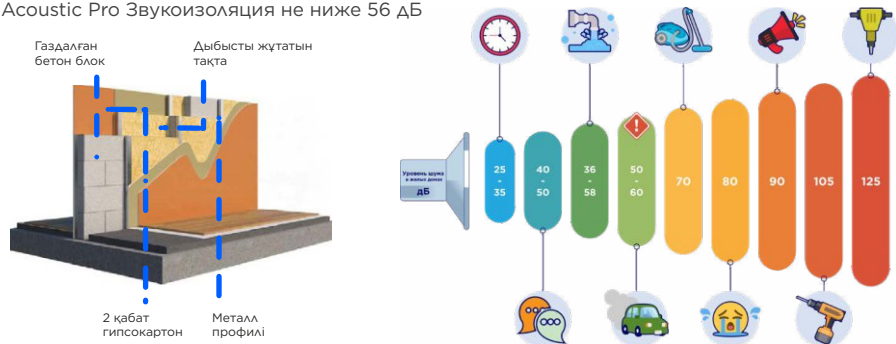 Acoustic Pro Звукоизоляция не ниже 56 дБ
Газдалған
бетон блок
Дыбысты жұтатын
тақта
2 қабат
гипсокартон
Металл
профилі
Уровень шума
в жилых домах
дБ
25
-
35
40
-
50
36
-
58
50
-
60
70
80
90
105
125